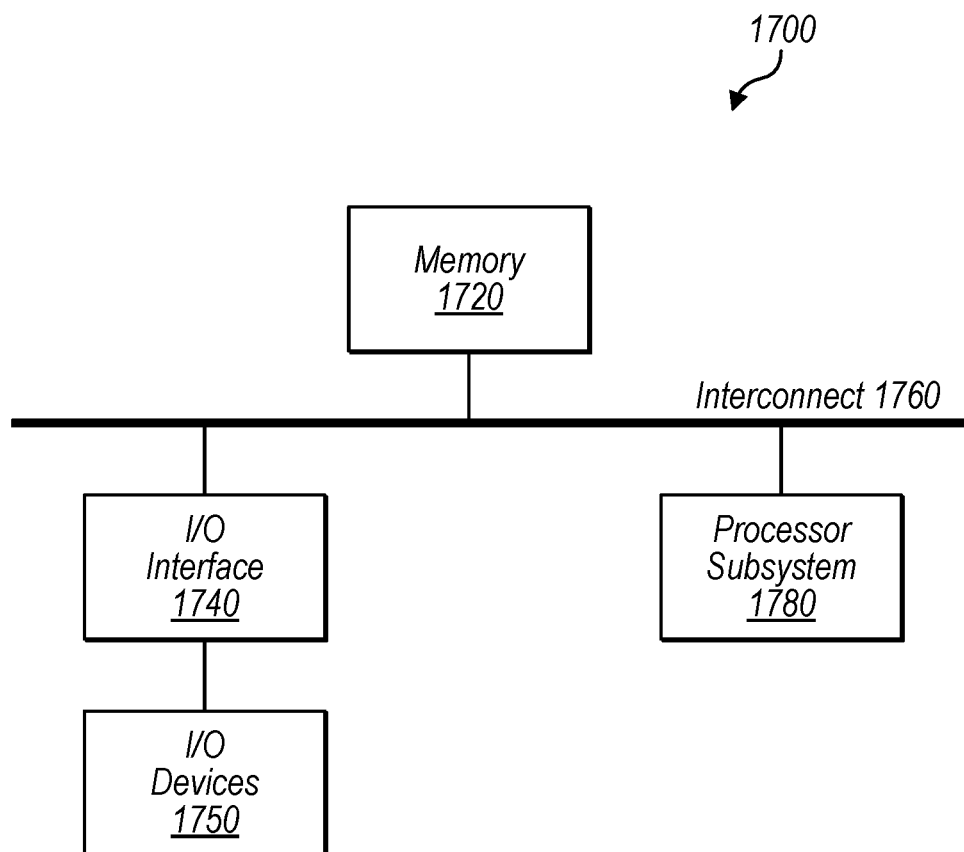 1700
Memory
1720
Interconnect 1760
I/O
Interface
1740
Processor
Subsystem
1780
I/O
Devices
1750